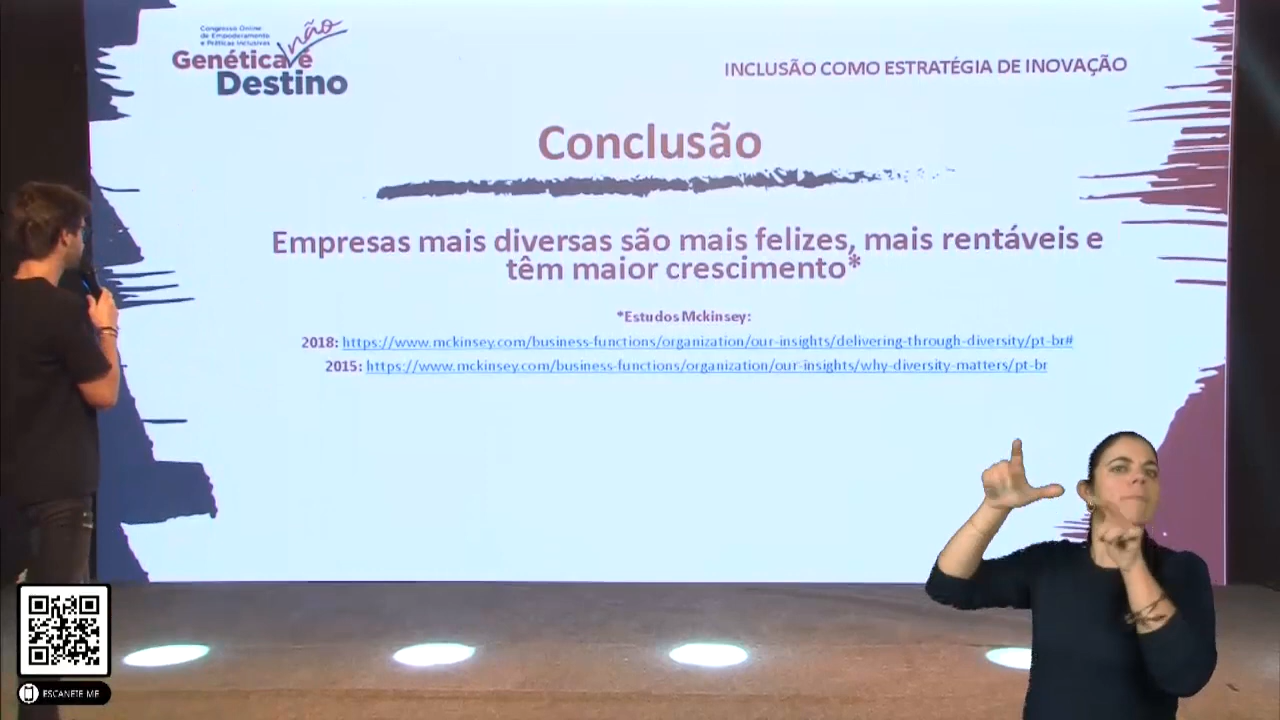 Congresso Online
de Empoderamento
e Práticas Inclusivas
não
Genética é
Destino
INCLUSÃO COMO ESTRATÉGIA DE INOVAÇÃO
Conclusão
Empresas mais diversas são mais felizes, mais rentáveis e
têm maior crescimento*
*Estudos Mckinsey:
2018: https://www.mckinsey.com/business-functions/organization/our-insights/delivering-through-diversity/pt-br#
2015: https://www.mckinsey.com/business-functions/organization/our-insights/why-diversity-matters/pt-br
ESCANETE ME